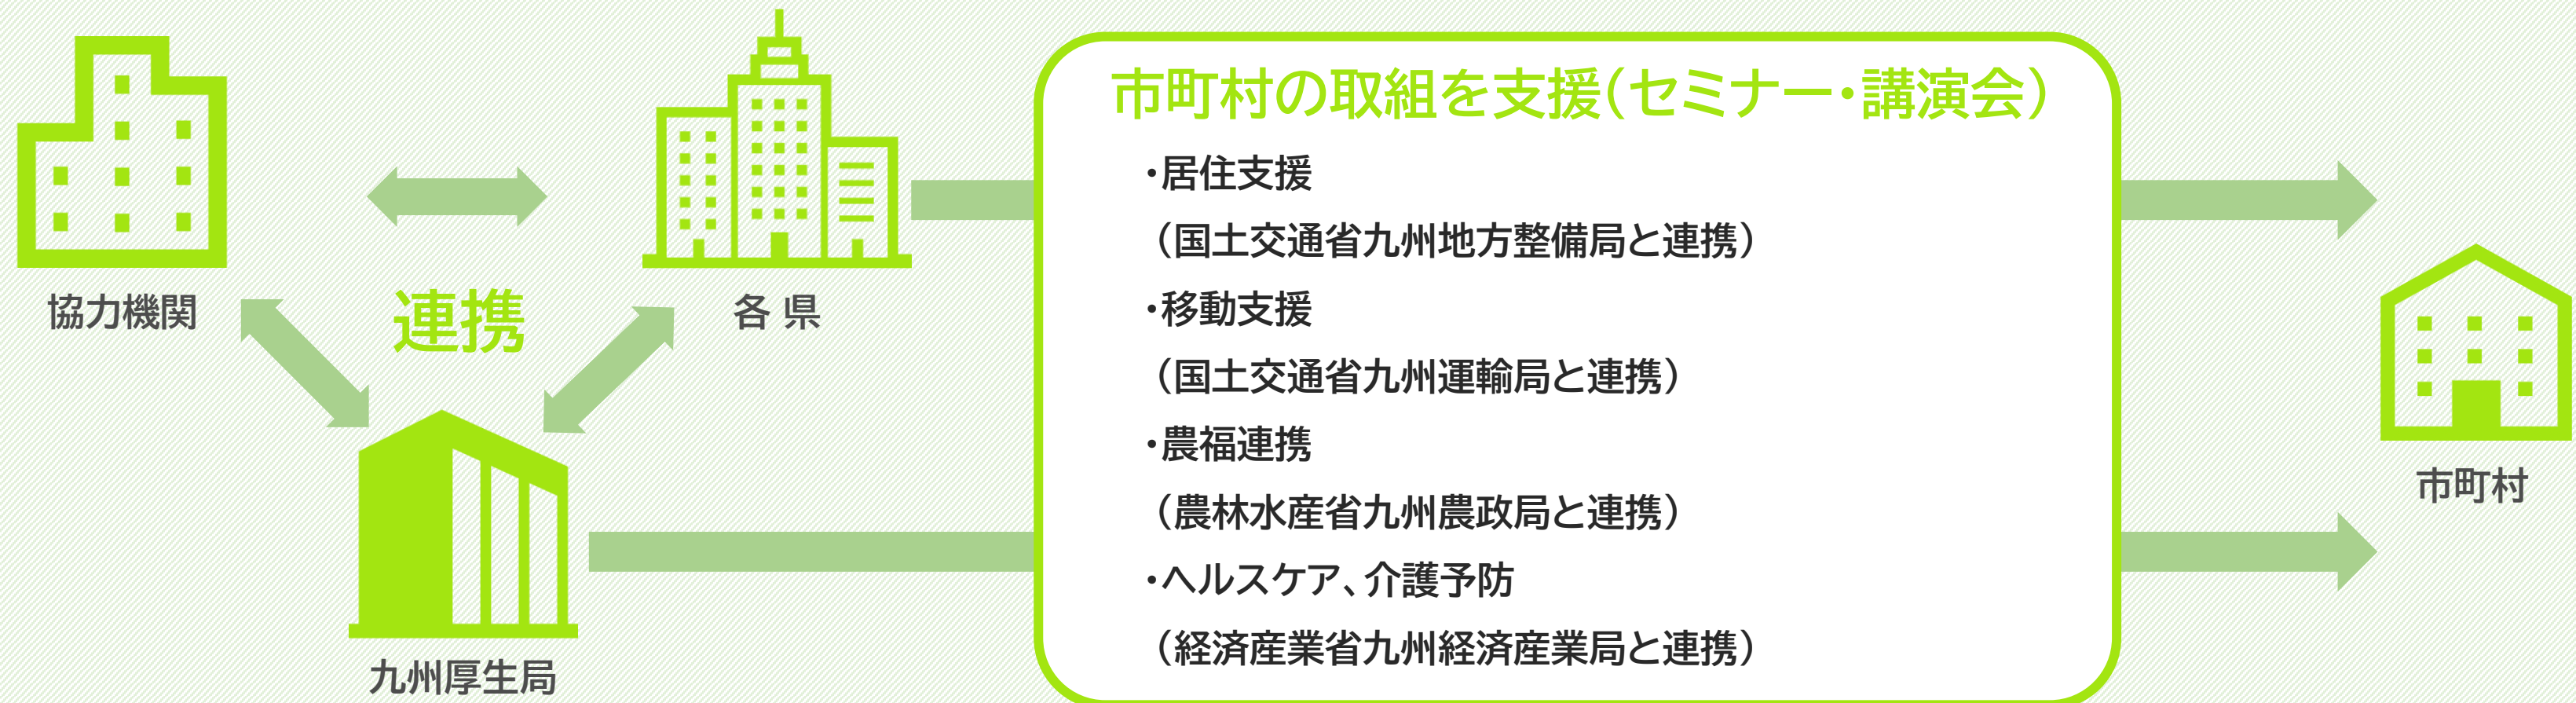 協力機関
連携
各 県
九州厚生局
市町村の取組を支援(セミナー・講演会)
・居住支援
(国土交通省九州地方整備局と連携)
・移動支援
(国土交通省九州運輸局と連携)
・農福連携
(農林水産省九州農政局と連携)
・ヘルスケア、介護予防
(経済産業省九州経済産業局と連携)
市町村